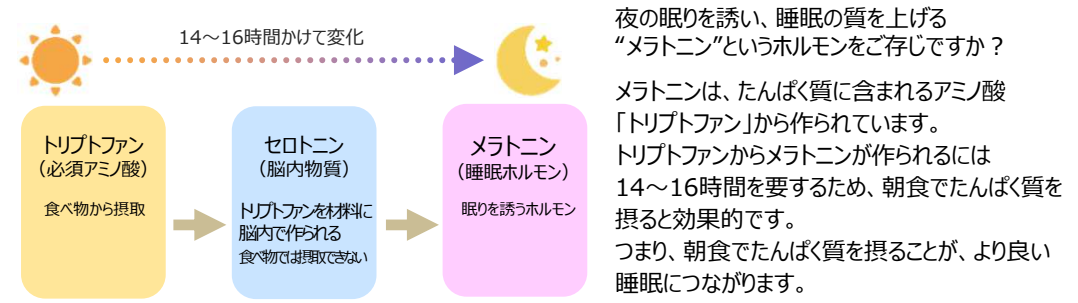 14～16時間かけて変化
トリプトファン
（必須アミノ酸）
食べ物から摂取
セロトニン
（脳内物質）
トリプトファンを材料に
脳内で作られる
食べ物では摂取できない
メラトニン
（睡眠ホルモン）
眠りを誘うホルモン
夜の眠りを誘い、睡眠の質を上げる
“メラトニン”というホルモンをご存じですか？
メラトニンは、たんぱく質に含まれるアミノ酸
「トリプトファン」から作られています。
トリプトファンからメラトニンが作られるには
14～16時間を要するため、朝食でたんぱく質を
摂ると効果的です。
つまり、朝食でたんぱく質を摂ることが、より良い
睡眠につながります。